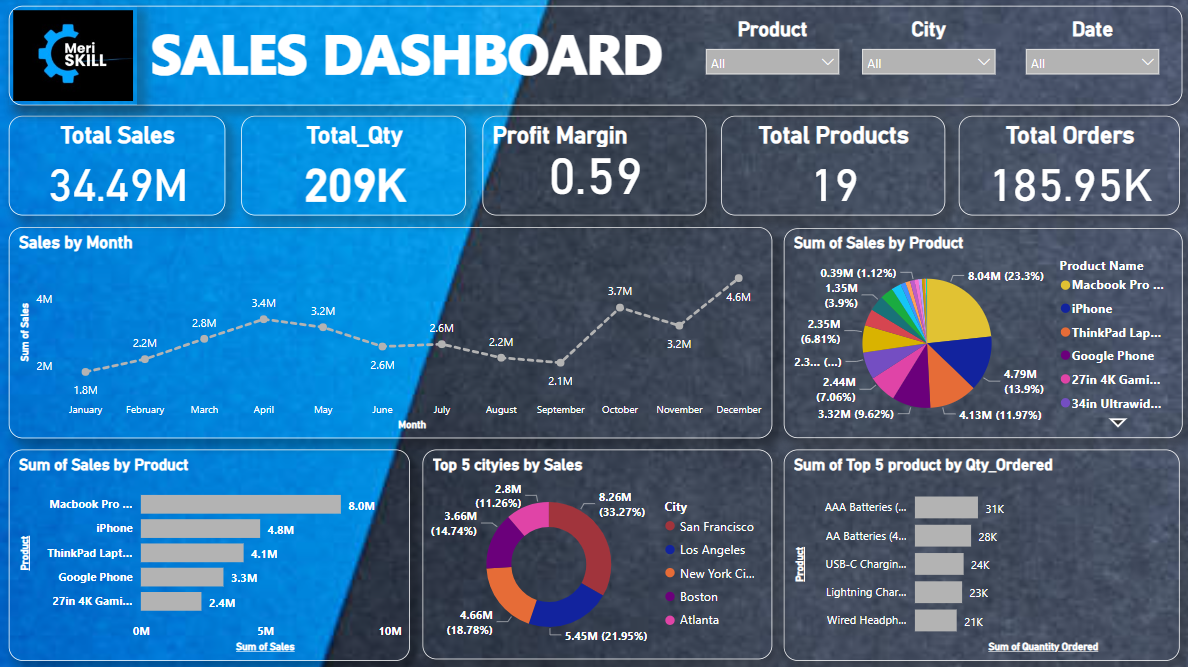 Meri
SKILL
SALES DASHBOARD
Product
City
Date
All
All
All
Total Sales
34.49M
Total_Qty
209K
Profit Margin
0.59
Total Products
19
Total Orders
185.95K
Sales by Month
Sum of Sales
4M
2M
1.8M
2.2M
2.8M
3.4M
3.2M
2.6M
2.6M
2.2M
2.1M
3.7M
3.2M
4.6M
January
February
March
April
May
June
July
August
September
October
November
December
Month
Sum of Sales by Product
0.39M (1.12%)
8.04M (23.3%)
1.35M
(3.9%)
2.35M
(6.81%)
2.3... (...)
2.44M
(7.06%)
3.32M (9.62%)
4.13M (11.97%)
4.79M
(13.9%)
Product Name
Macbook Pro ...
iPhone
ThinkPad Lap...
Google Phone
27in 4K Gami...
34in Ultrawid...
Sum of Sales by Product
Product
Macbook Pro ...
8.0M
iPhone
4.8M
ThinkPad Lapt...
4.1M
Google Phone
3.3M
27in 4K Gami...
2.4M
0M
5M
10M
Sum of Sales
Top 5 cityies by Sales
2.8M
(11.26%)
8.26M
(33.27%)
3.66M
(14.74%)
4.66M
(18.78%)
5.45M (21.95%)
City
San Francisco
Los Angeles
New York Ci...
Boston
Atlanta
Sum of Top 5 product by Qty_Ordered
Product
AAA Batteries (...
31K
AA Batteries (4...
28K
USB-C Chargin...
24K
Lightning Char...
23K
Wired Headph...
21K
Sum of Quantity Ordered